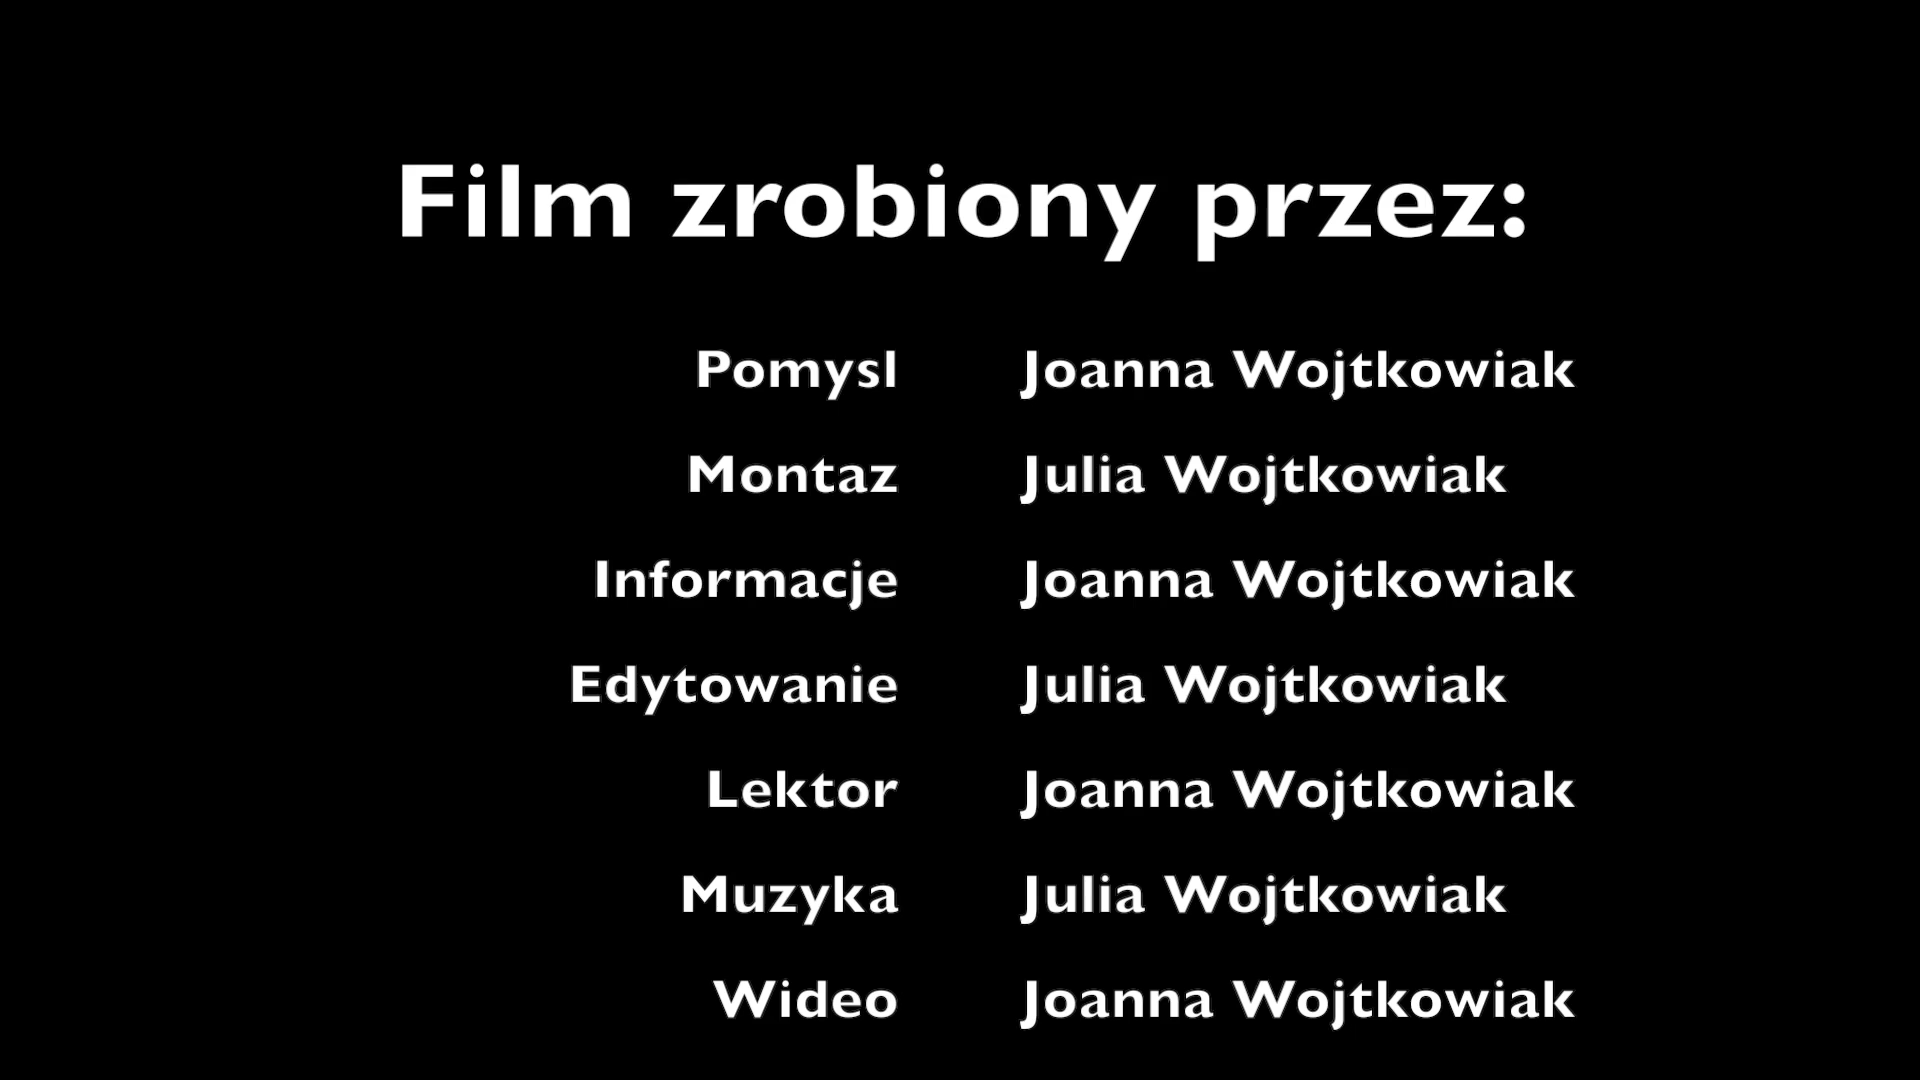 Film zrobiony przez:
Pomysl Joanna Wojtkowiak
Montaz Julia Wojtkowiak
Informacje Joanna Wojtkowiak
Edytowanie Julia Wojtkowiak
Lektor Joanna Wojtkowiak
Muzyka Julia Wojtkowiak
Wideo Joanna Wojtkowiak